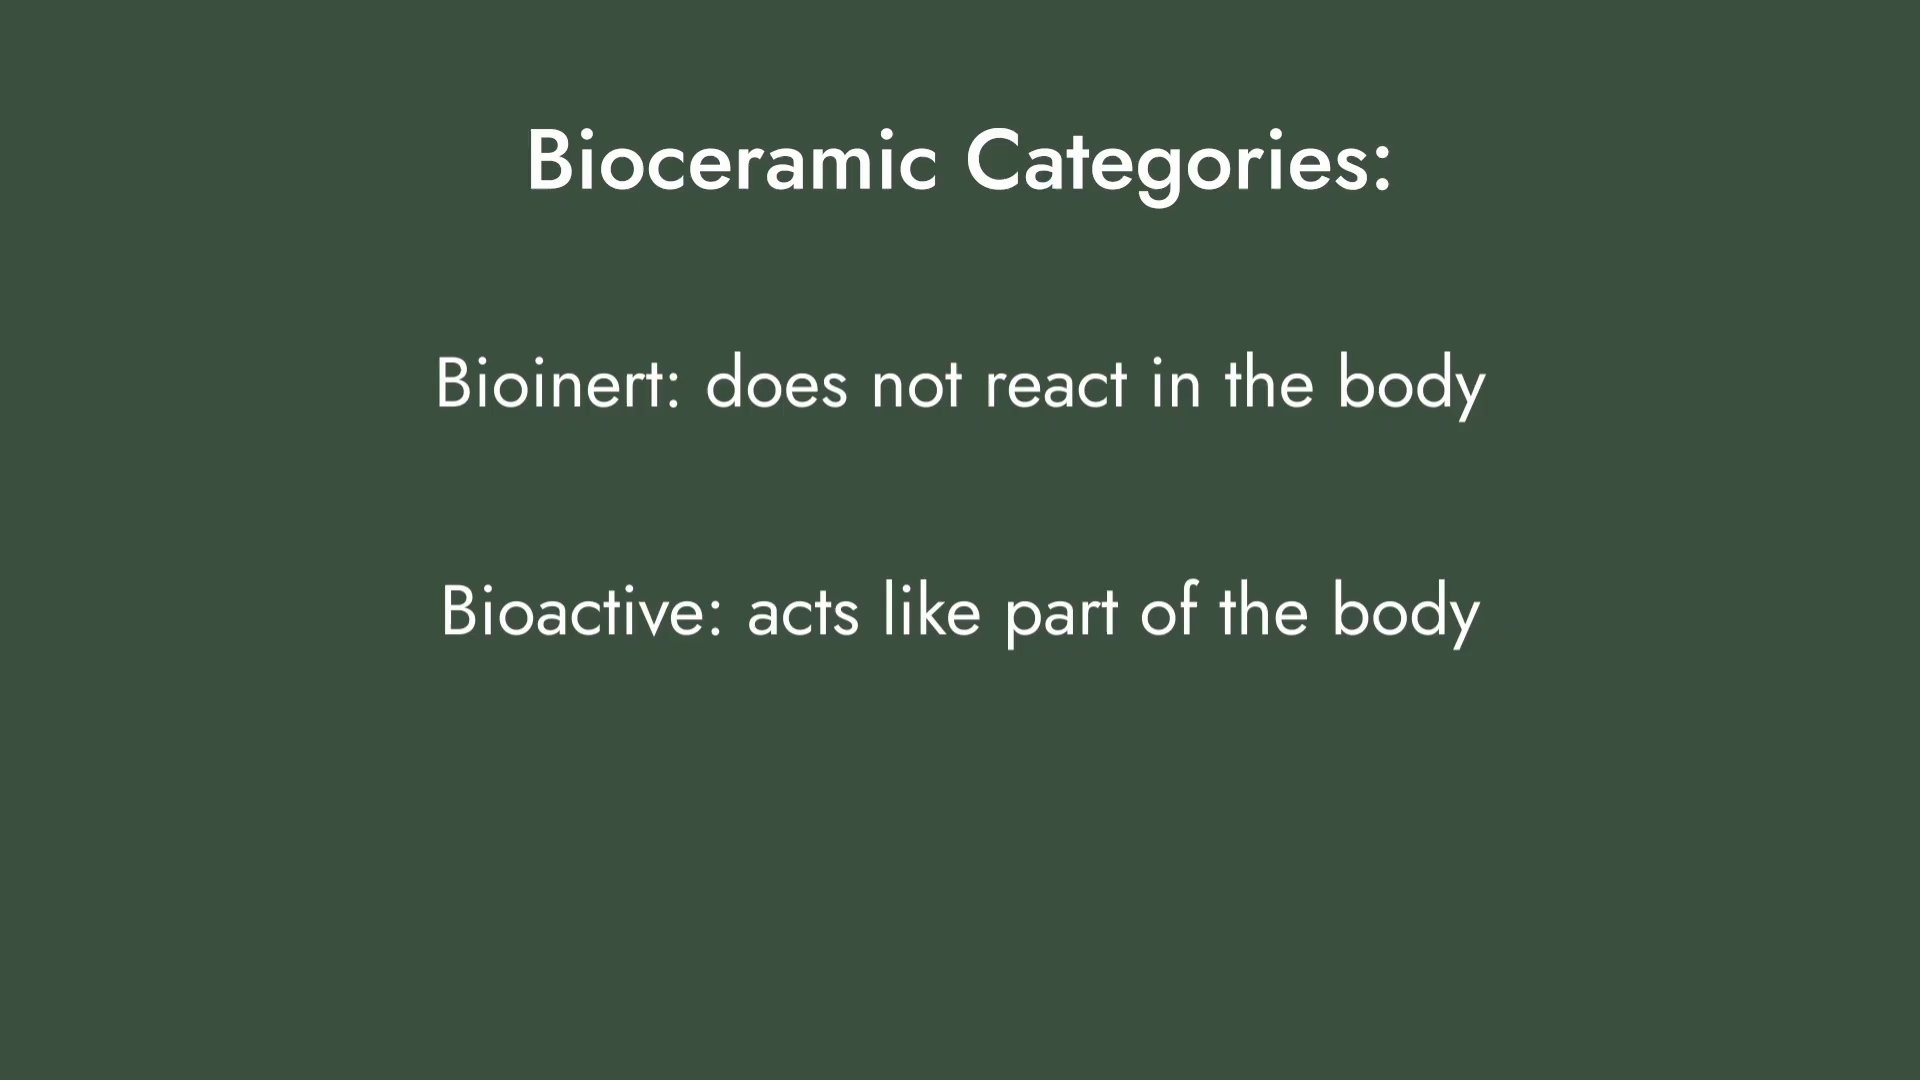 Bioceramic Categories:
Bioinert: does not react in the body
Bioactive: acts like part of the body